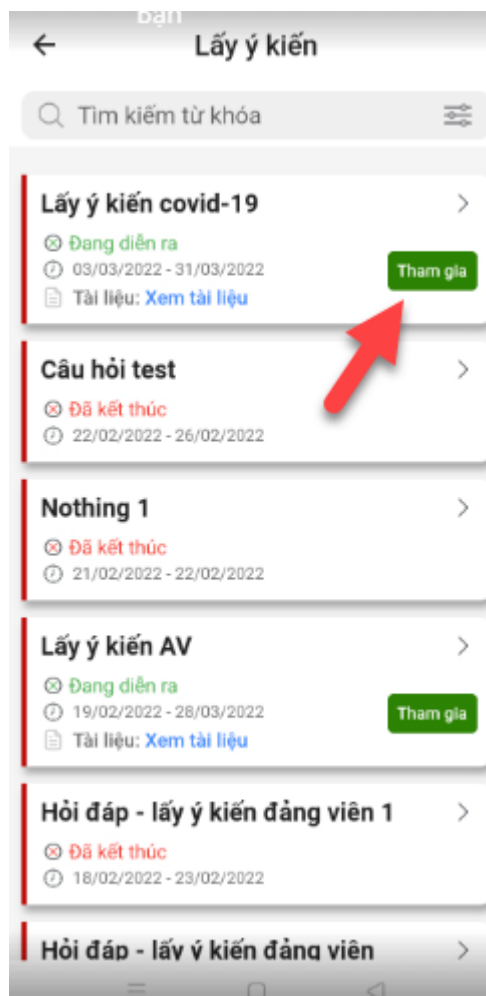 bạn
Lấy ý kiến
Tìm kiếm từ khóa
Lấy ý kiến covid-19
Đang diễn ra
03/03/2022 - 31/03/2022
Tham gia
Tài liệu: Xem tài liệu
Câu hỏi test
Đã kết thúc
22/02/2022 - 26/02/2022
Nothing 1
Đã kết thúc
21/02/2022 - 22/02/2022
Lấy ý kiến AV
Đang diễn ra
19/02/2022 - 28/03/2022
Tham gia
Tài liệu: Xem tài liệu
Hỏi đáp - lấy ý kiến đảng viên 1
Đã kết thúc
18/02/2022 - 23/02/2022
Hỏi đáp - lấy ý kiến đảng viên